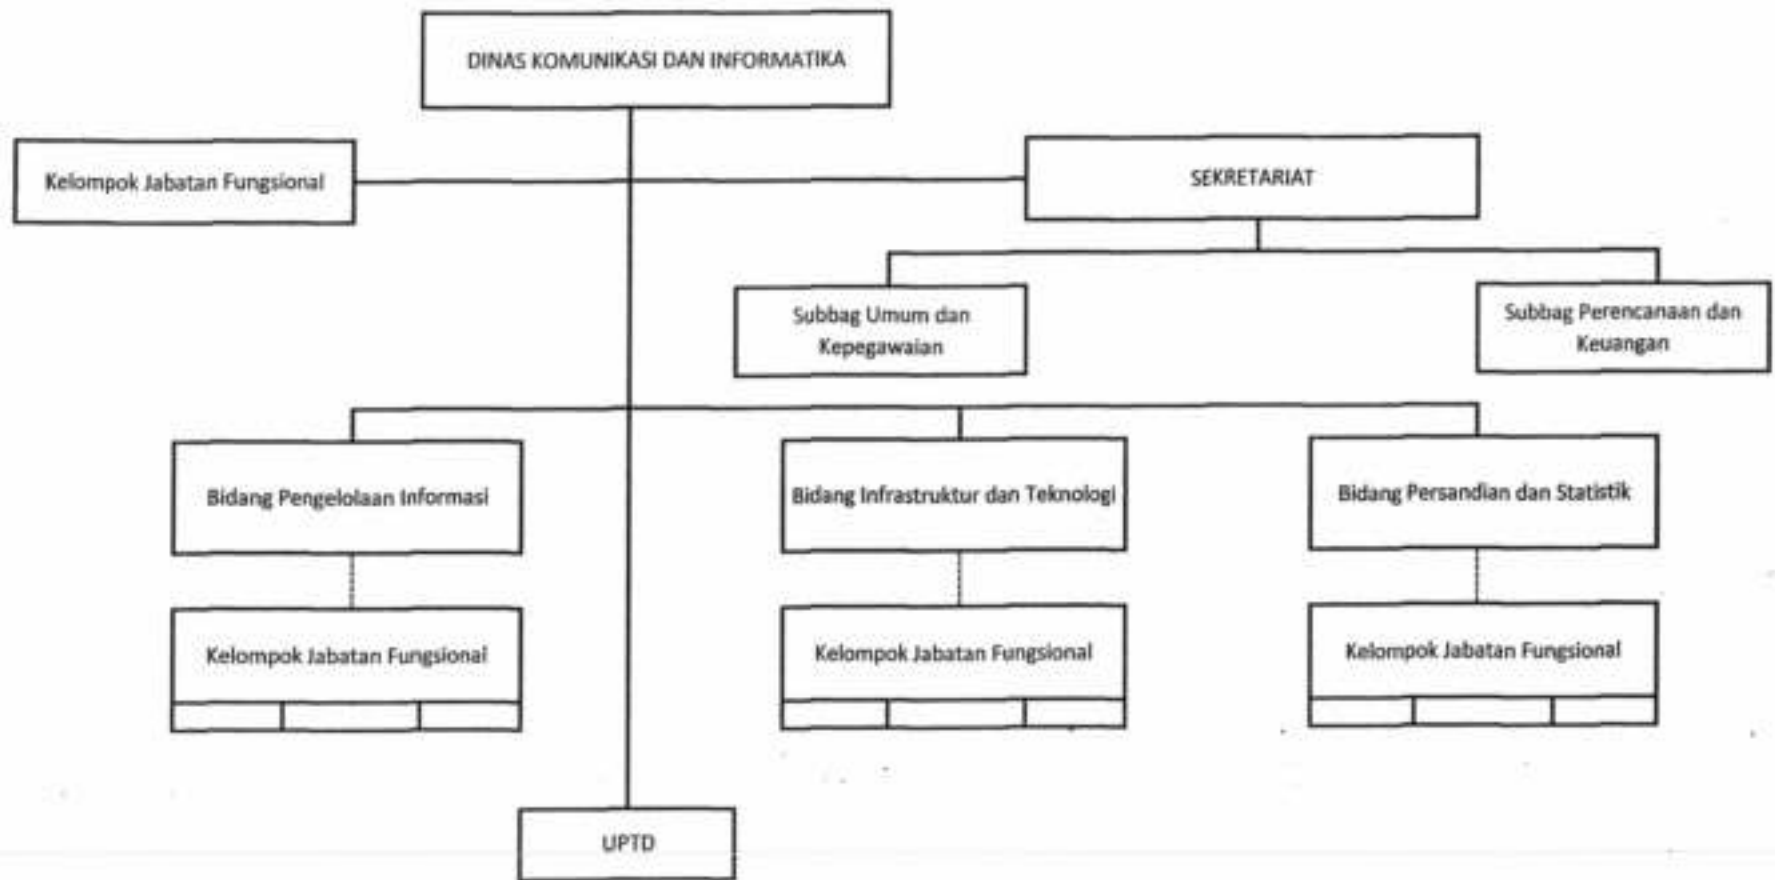 DINAS KOMUNIKASI DAN INFORMATIKA
Kelompok Jabatan Fungsional
SEKRETARIAT
Subbag Umum dan
Kepegawaian
Subbag Perencanaan dan
Keuangan
Bidang Pengelolaan Informasi
Bidang Infrastruktur dan Teknologi
Bidang Persandian dan Statistik
Kelompok Jabatan Fungsional
Kelompok Jabatan Fungsional
Kelompok Jabatan Fungsional
UPTD